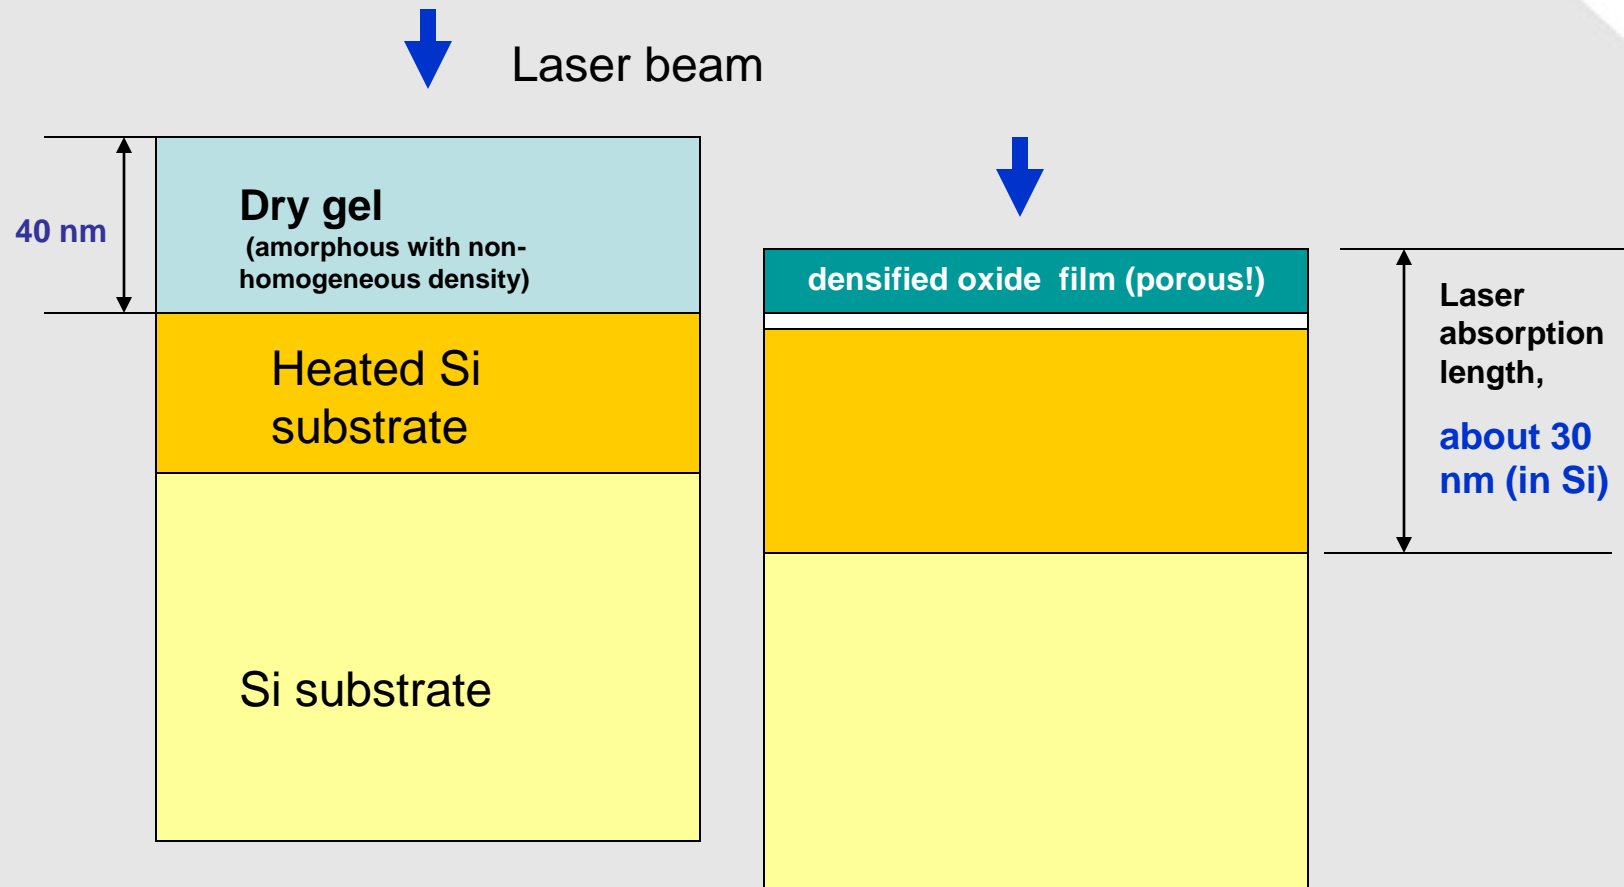 Laser beam
40 nm
Dry gel
(amorphous with non-
homogeneous density)
Heated Si
substrate
Si substrate
densified oxide film (porous!)
Laser
absorption
length,
about 30
nm (in Si)